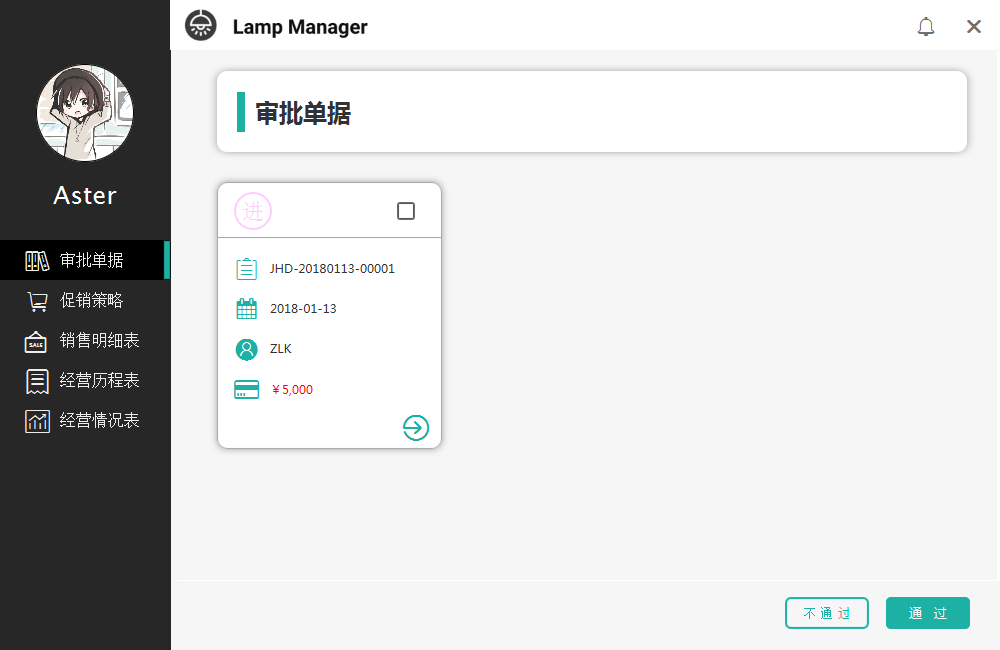 Lamp Manager
Aster
审批单据
促销策略
SALE
销售明细表
经营历程表
经营情况表
审批单据
进
JHD-20180113-00001
2018-01-13
ZLK
￥5,000
不通过
通过